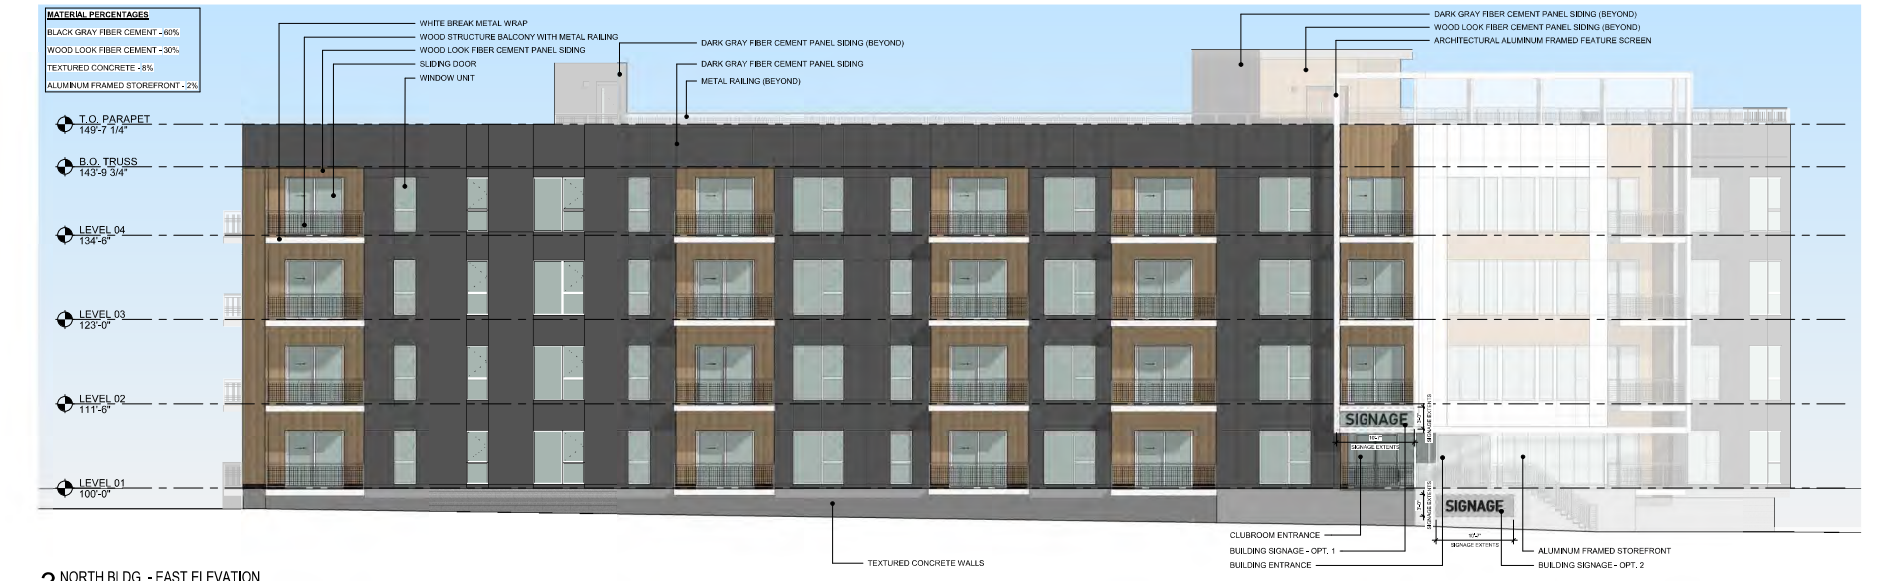 MATERIAL PERCENTAGES
BLACK GRAY FIBER CEMENT - 60%
WOOD LOOK FIBER CEMENT - 30%
TEXTURED CONCRETE - 8%
ALUMINUM FRAMED STOREFRONT - 2%
WHITE BREAK METAL WRAP
WOOD STRUCTURE BALCONY WITH METAL RAILING
WOOD LOOK FIBER CEMENT PANEL SIDING
SLIDING DOOR
WINDOW UNIT
DARK GRAY FIBER CEMENT PANEL SIDING (BEYOND)
DARK GRAY FIBER CEMENT PANEL SIDING
METAL RAILING (BEYOND)
DARK GRAY FIBER CEMENT PANEL SIDING (BEYOND)
WOOD LOOK FIBER CEMENT PANEL SIDING (BEYOND)
ARCHITECTURAL ALUMINUM FRAMED FEATURE SCREEN
T.O. PARAPET
149'-7 1/4"
B.O. TRUSS
143'-9 3/4"
LEVEL 04
134'-6"
LEVEL 03
123'-0"
LEVEL 02
111'-6"
LEVEL 01
100'-0"
SIGNAGE
SIGNAGE EXTENTS
SIGNAGE EXTENTS
SIGNAGE
SIGNAGE EXTENTS
SIGNAGE EXTENTS
CLUBROOM ENTRANCE
BUILDING SIGNAGE - OPT. 1
BUILDING ENTRANCE
ALUMINUM FRAMED STOREFRONT
BUILDING SIGNAGE - OPT. 2
TEXTURED CONCRETE WALLS
NORTH BLDG. - EAST ELEVATION